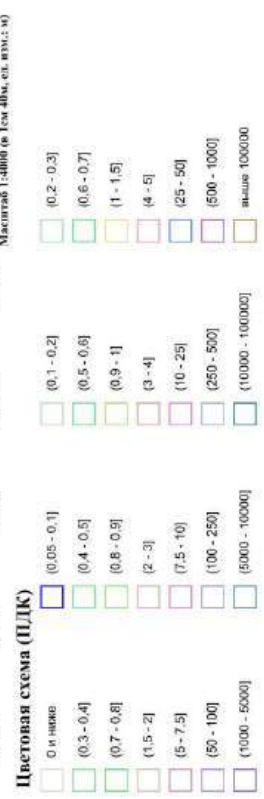 Масштаб 1:4000 (в 1см 40м, ед. изм.: м)
Цветовая схема (ПДК)
0 и ниже (0,05 - 0,1] (0,1 - 0,2] (0,2 - 0,3]
(0,3 - 0,4] (0,4 - 0,5] (0,5 - 0,6] (0,6 - 0,7]
(0,7 - 0,8] (0,8 - 0,9] (0,9 - 1] (1 - 1,5]
(1,5 - 2] (2 - 3] (3 - 4] (4 - 5]
(5 - 7,5] (7,5 - 10] (10 - 25] (25 - 50]
(50 - 100] (100 - 250] (250 - 500] (500 - 1000]
(1000 - 5000] (5000 - 10000] (10000 - 100000] выше 100000